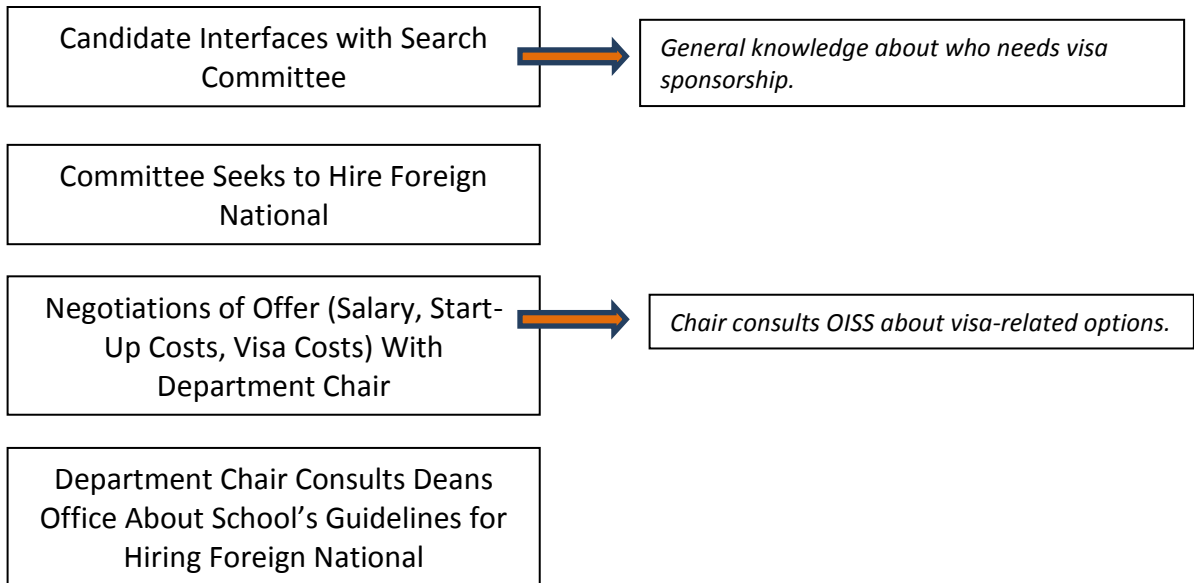 Candidate Interfaces with Search
Committee
General knowledge about who needs visa
sponsorship.
Committee Seeks to Hire Foreign
National
Negotiations of Offer (Salary, Start-
Up Costs, Visa Costs) With
Department Chair
Chair consults OISS about visa-related options.
Department Chair Consults Deans
Office About School’s Guidelines for
Hiring Foreign National